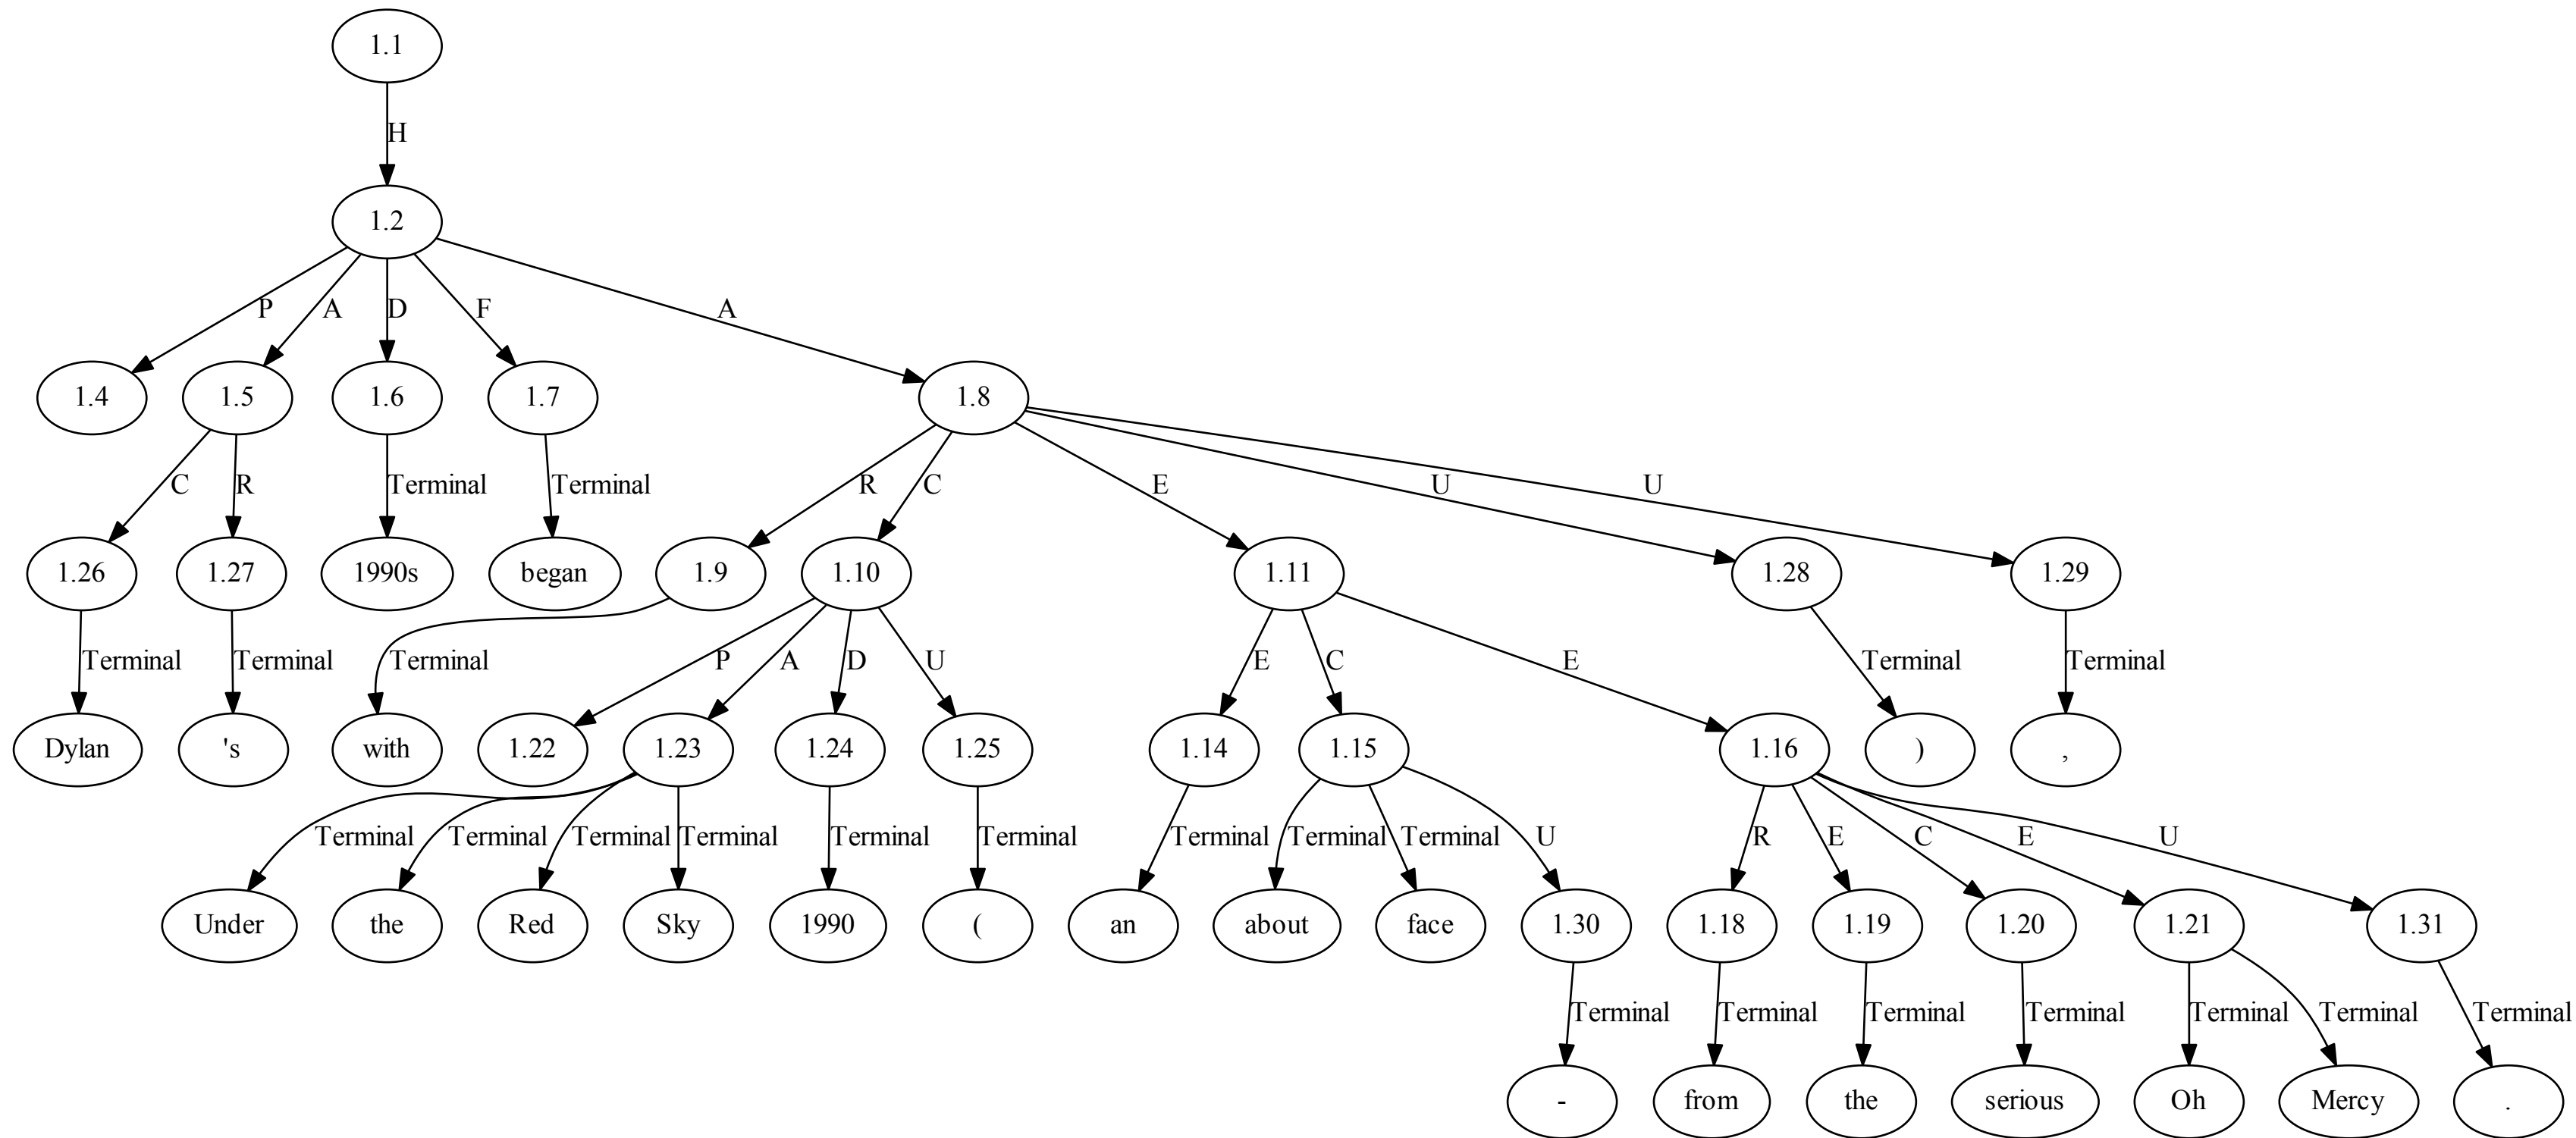 1.1
H
1.2
P A D F A
1.4 1.5 1.6 1.7 1.8
C R Terminal Terminal R C E U U
1.26 1.27 1990s began 1.9 1.10 1.11 1.28 1.29
Terminal Terminal Terminal P A D U E C E Terminal Terminal
Dylan 's with 1.22 1.23 1.24 1.25 1.14 1.15 1.16 ) ,
Terminal Terminal Terminal Terminal Terminal Terminal Terminal Terminal Terminal U R E C E U
Under the Red Sky 1990 ( an about face 1.30 1.18 1.19 1.20 1.21 1.31
Terminal Terminal Terminal Terminal Terminal Terminal Terminal
- from the serious Oh Mercy .